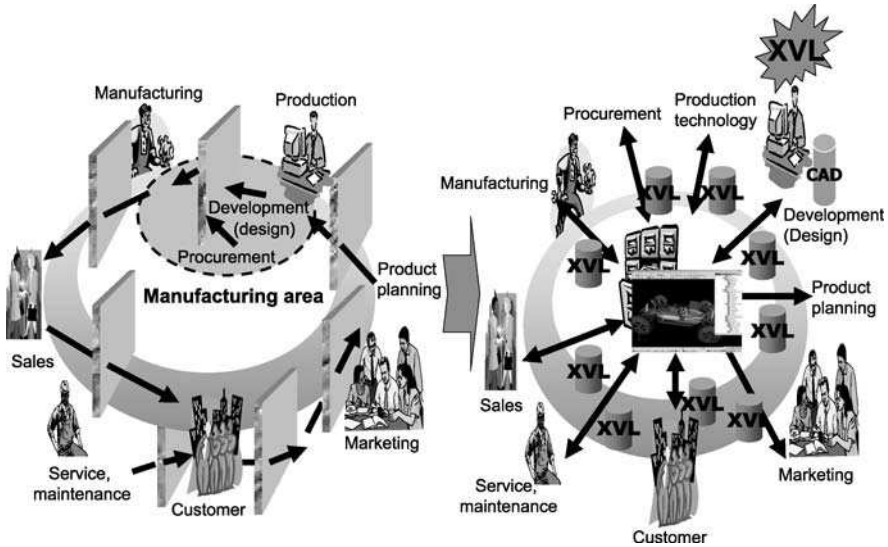 Manufacturing
Production
Development
(design)
Procurement
Manufacturing area
Product
planning
Sales
Marketing
Service,
maintenance
Customer
XVL
Procurement
Production
technology
CAD
Manufacturing
XVL
XVL
Development
(Design)
XVL
XVL
Product
planning
XVL
XVL
Sales
XVL
XVL
XVL
Marketing
Service,
maintenance
Customer